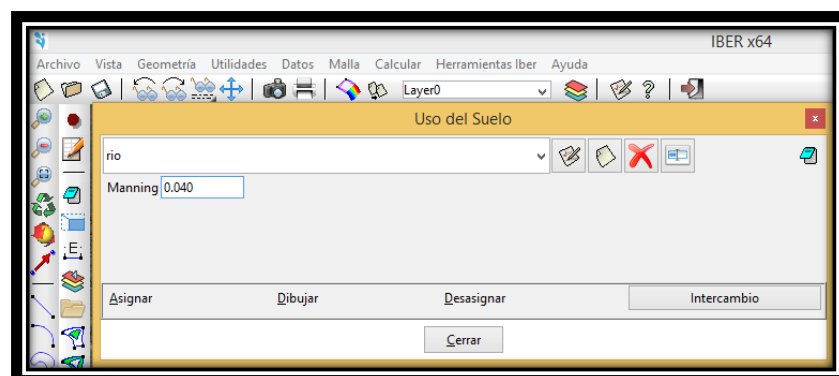 IBER x64
Archivo Vista Geometría Utilidades Datos Malla Calcular Herramientas Iber Ayuda
Layer0
Uso del Suelo
rio
Manning 0.040
:E:
Asignar Dibujar Desasignar Intercambio
Cerrar